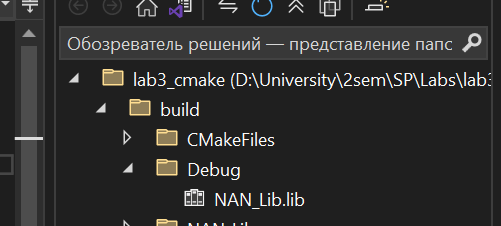 Обозреватель решений — представление папс
lab3_cmake (D:\University\2sem\SP\Labs\lab3
build
CMakeFiles
Debug
NAN_Lib.lib